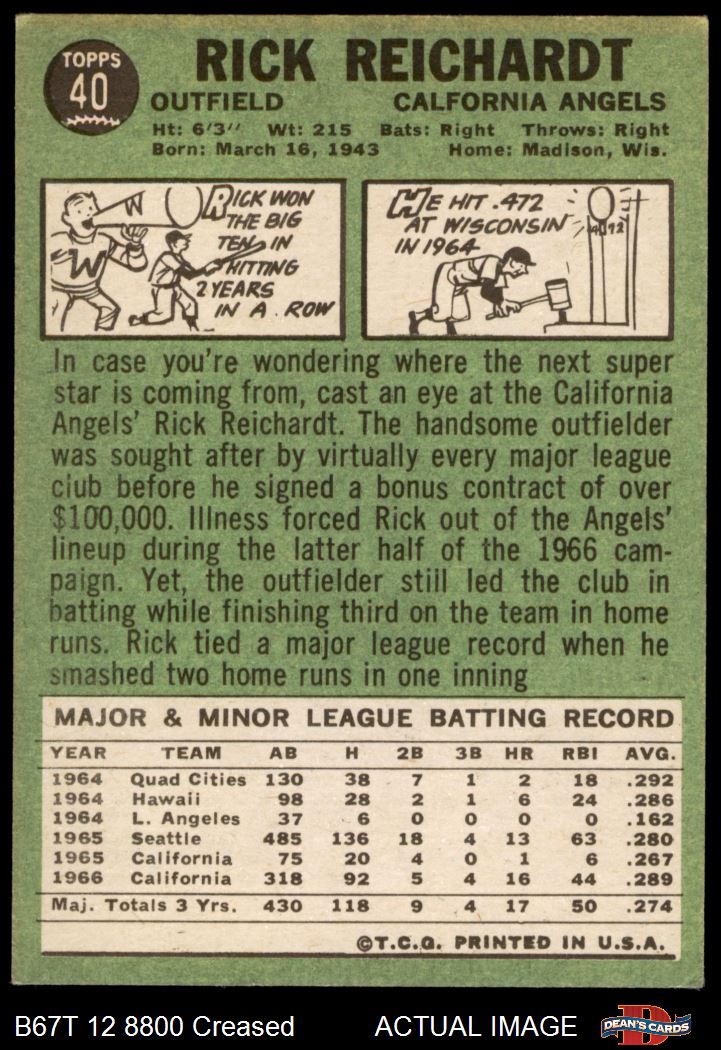 TOPPS
40
RICK REICHARDT
OUTFIELD CALFORNIA ANGELS
Ht: 6'3" Wt: 215 Bats: Right Throws: Right
Born: March 16, 1943 Home: Madison, Wis.
W
W
RICK WON
THE BIG
TEN IN
HITTING
2 YEARS
IN A ROW
HE HIT .472
AT WISCONSIN
IN 1964
.472
In case you're wondering where the next super
star is coming from, cast an eye at the California
Angels' Rick Reichardt. The handsome outfielder
was sought after by virtually every major league
club before he signed a bonus contract of over
$100,000. Illness forced Rick out of the Angels'
lineup during the latter half of the 1966 cam-
paign. Yet, the outfielder still led the club in
batting while finishing third on the team in home
runs. Rick tied a major league record when he
smashed two home runs in one inning
MAJOR & MINOR LEAGUE BATTING RECORD
YEAR TEAM AB H 2B 3B HR RBI AVG.
1964 Quad Cities 130 38 7 1 2 18 .292
1964 Hawaii 98 28 2 1 6 24 .286
1964 L. Angeles 37 6 0 0 0 0 .162
1965 Seattle 485 136 18 4 13 63 .280
1965 California 75 20 4 0 1 6 .267
1966 California 318 92 5 4 16 44 .289
Maj. Totals 3 Yrs. 430 118 9 4 17 50 .274
©T.C.G. PRINTED IN U.S.A.
B67T 12 8800 Creased ACTUAL IMAGE
D
DEAN'S CARDS